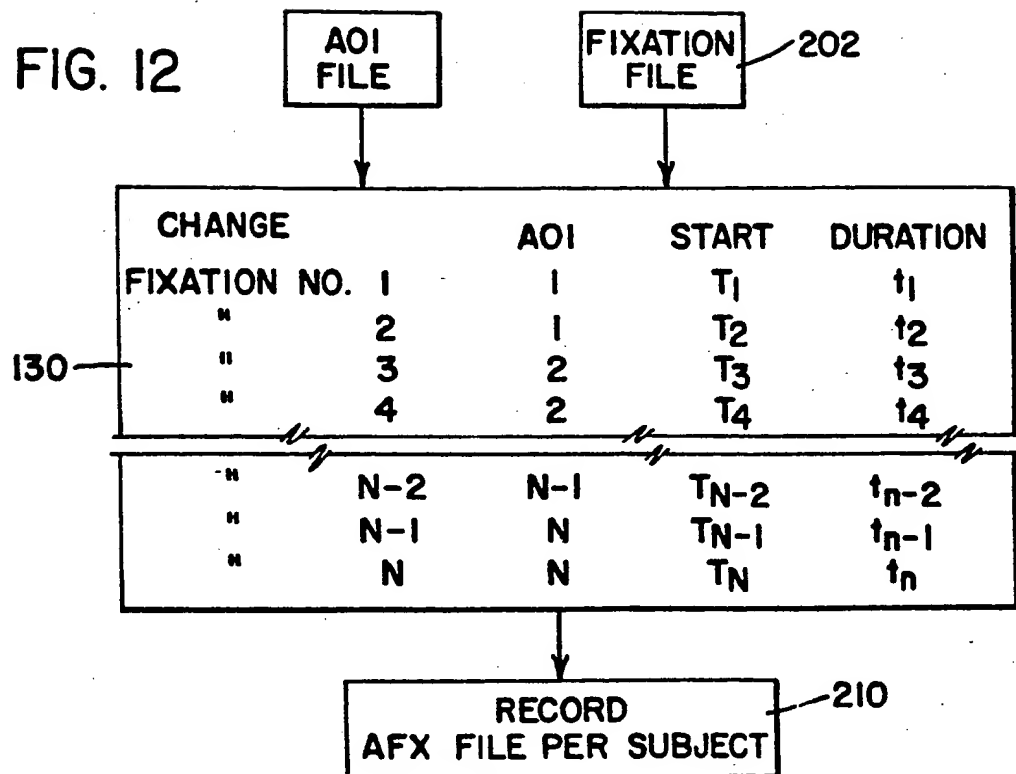 FIG. 12
AOI
FILE
FIXATION
FILE
202
CHANGE AOI START DURATION
FIXATION NO. 1 1 T1 t1
" 2 1 T2 t2
130 " 3 2 T3 t3
" 4 2 T4 t4
" N-2 N-1 TN-2 tn-2
" N-1 N TN-1 tn-1
" N N TN tn
RECORD
AFX FILE PER SUBJECT
210